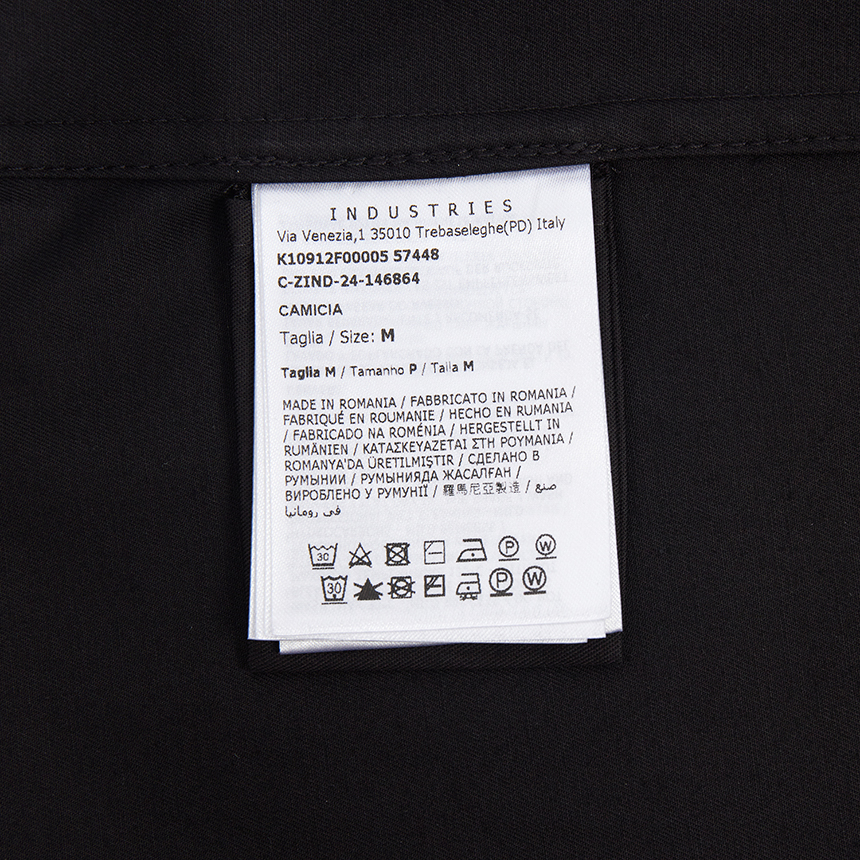 INDUSTRIES
Via Venezia,1 35010 Trebaseleghe(PD) Italy
K10912F00005 57448
C-ZIND-24-146864
CAMICIA
Taglia / Size: M
Taglia M / Tamanho P / Talla M
MADE IN ROMANIA / FABBRICATO IN ROMANIA /
FABRIQUÉ EN ROUMANIE / HECHO EN RUMANIA
/ FABRICADO NA ROMÉNIA / HERGESTELLT IN
RUMÄNIEN / ΚΑΤΑΣΚΕΥΑΖΕΤΑΙ ΣΤΗ ΡΟΥΜΑΝΙΑ /
ROMANYA'DA ÜRETILMIŞTIR / СДЕЛАНО В
РУМЫНИИ / РУМЫНИЯДА ЖАСАЛҒАН /
ВИРОБЛЕНО У РУМУНІЇ / 羅馬尼亞製造 / صنع
في رومانيا
30 P W
30 P W